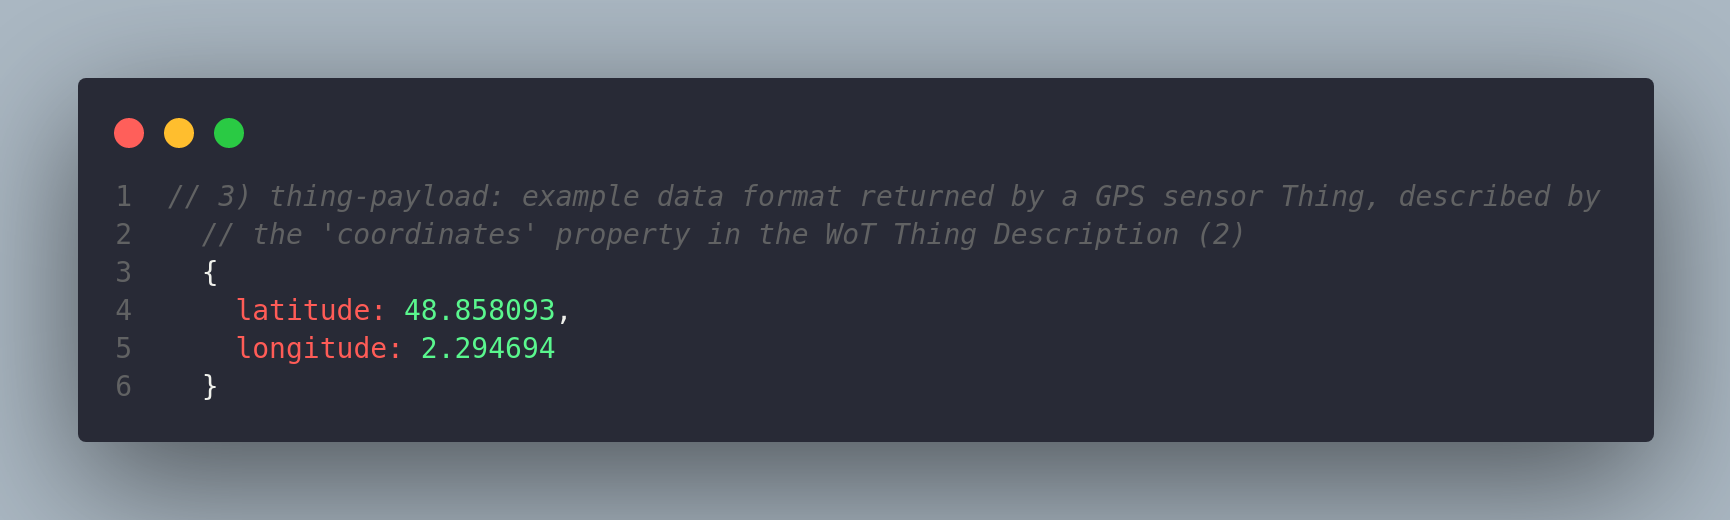 1 // 3) thing-payload: example data format returned by a GPS sensor Thing, described by
2 // the 'coordinates' property in the WoT Thing Description (2)
3 {
4 latitude: 48.858093,
5 longitude: 2.294694
6 }